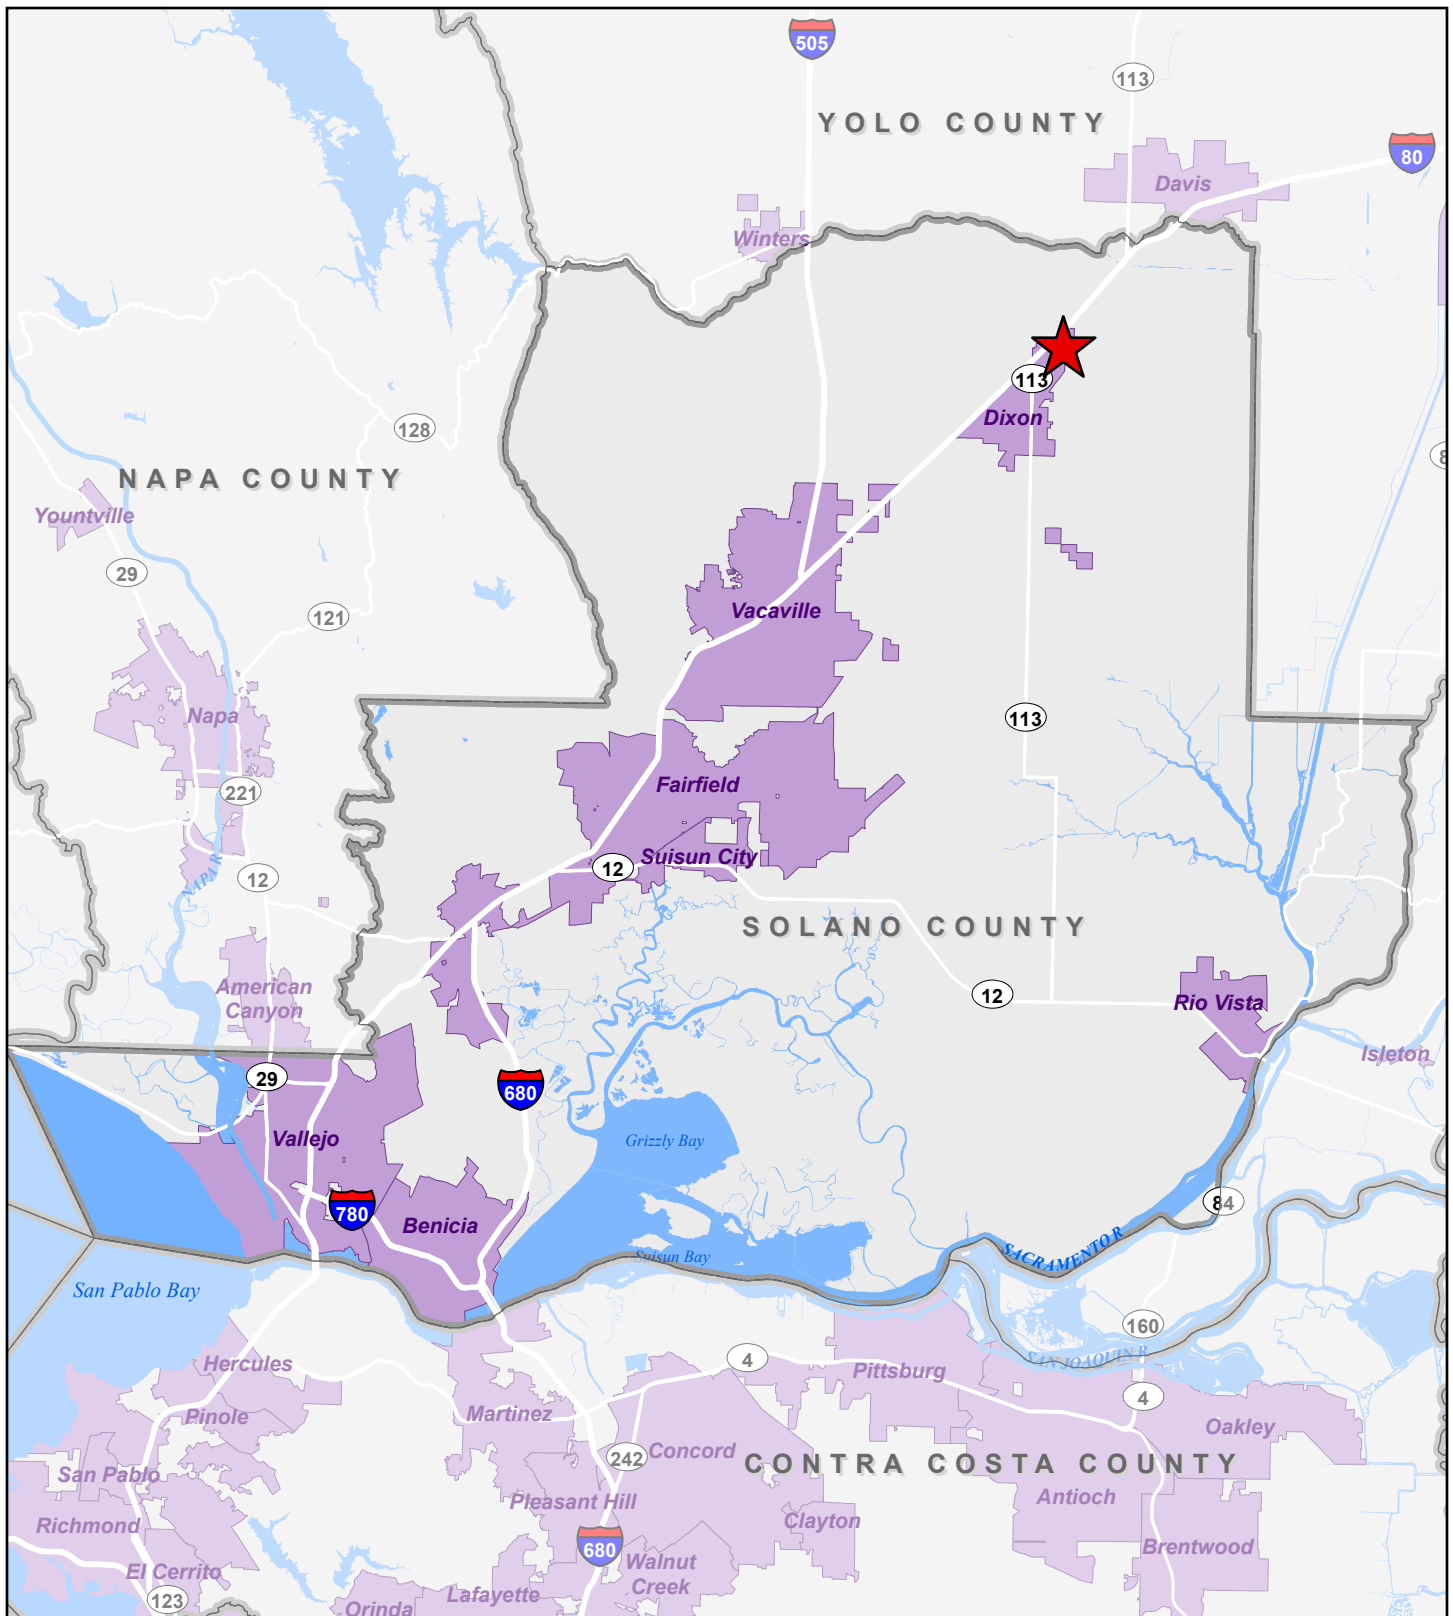 505
113
YOLO COUNTY
80
Davis
Winters
113
Dixon
128
NAPA COUNTY
Yountville
29
121
Vacaville
Napa
113
221
Fairfield
Suisun City
12
12
NAPA R
SOLANO COUNTY
American
Canyon
12
Rio Vista
Isleton
29
680
Vallejo
Grizzly Bay
780
Benicia
84
SACRAMENTO R
Suisun Bay
San Pablo Bay
160
SAN JOAQUIN R
Hercules
4
Pittsburg
4
Pinole
Martinez
Oakley
242
Concord
CONTRA COSTA COUNTY
San Pablo
Antioch
Pleasant Hill
Richmond
Clayton
680
Brentwood
El Cerrito
Walnut
Creek
123
Lafayette
Orinda